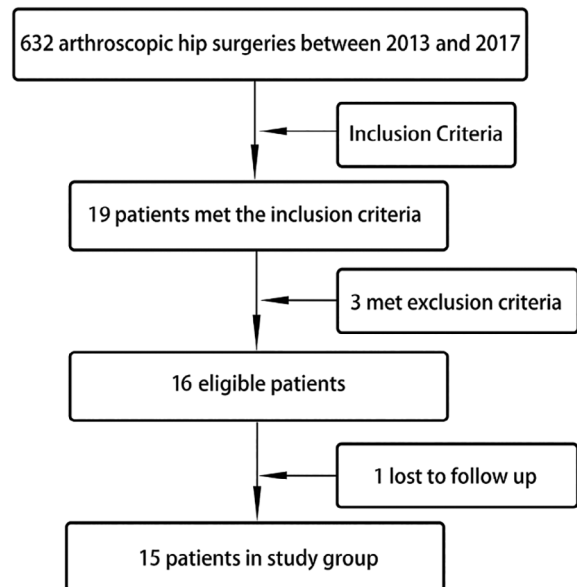 632 arthroscopic hip surgeries between 2013 and 2017
Inclusion Criteria
19 patients met the inclusion criteria
3 met exclusion criteria
16 eligible patients
1 lost to follow up
15 patients in study group